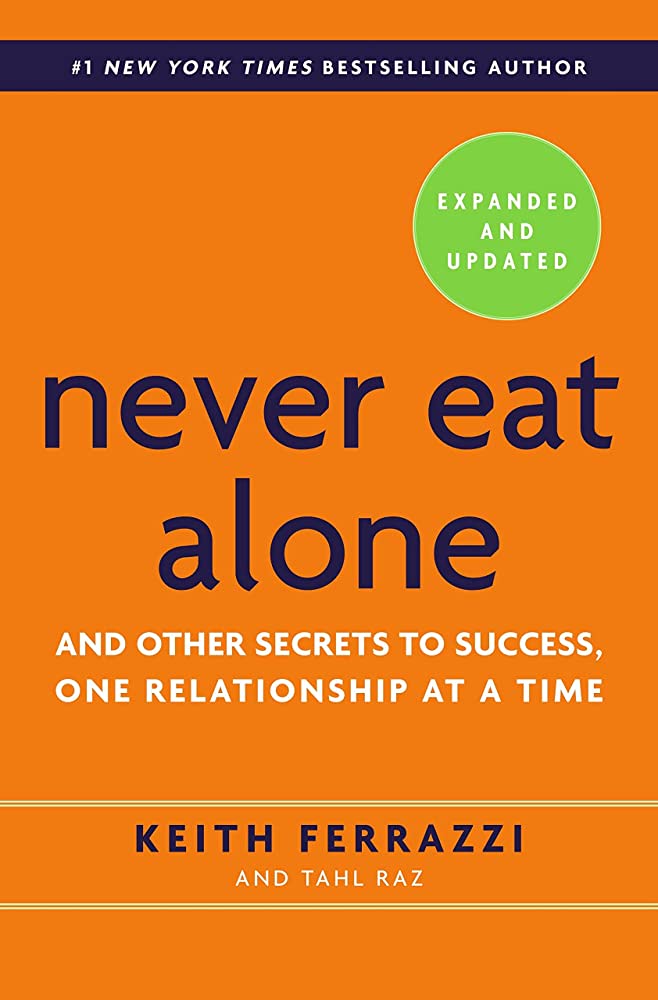 #1 NEW YORK TIMES BESTSELLING AUTHOR
EXPANDED
AND
UPDATED
never eat
alone
AND OTHER SECRETS TO SUCCESS,
ONE RELATIONSHIP AT A TIME
KEITH FERRAZZI
AND TAHL RAZ